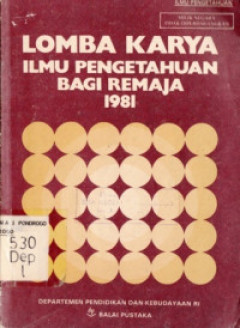 ILMU PENGETAHUAN
LOMBA KARYA
ILMU PENGETAHUAN
BAGI REMAJA
1981
530
Dep
l
DEPARTEMEN PENDIDIKAN DAN KEBUDAYAAN RI
BALAI PUSTAKA